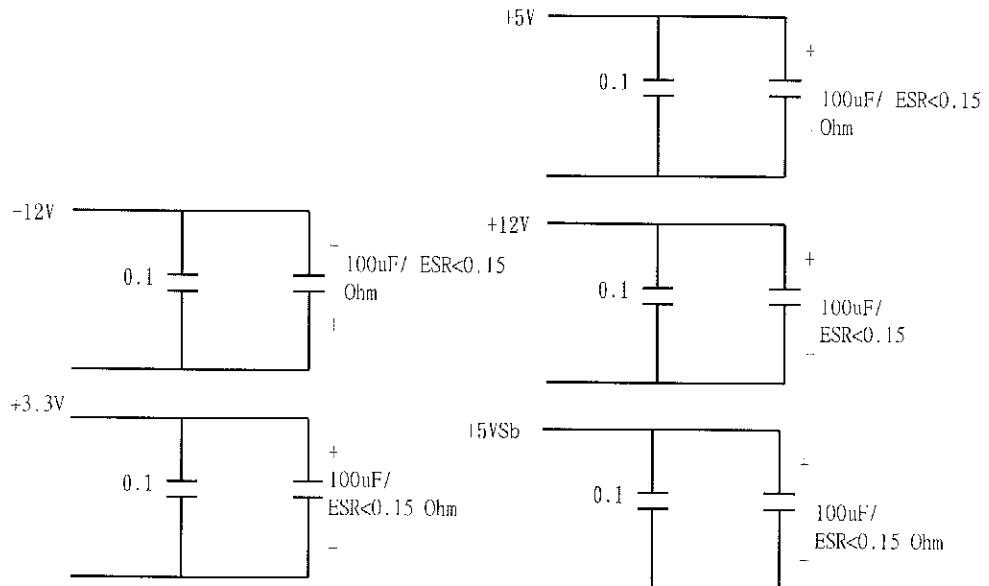 +5V
+
0.1
100uF/ ESR<0.15
Ohm
-
-12V
-
0.1
100uF/ ESR<0.15
Ohm
+
+12V
+
0.1
100uF/
ESR<0.15
-
+3.3V
+
0.1
100uF/
ESR<0.15 Ohm
-
+5VSb
+
0.1
100uF/
ESR<0.15 Ohm
-